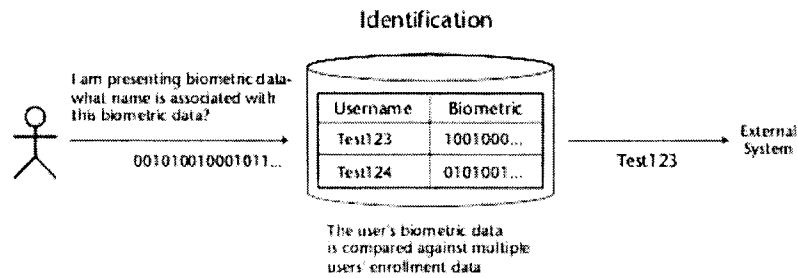 Identification
I am presenting biometric data-
what name is associated with
this biometric data?
001010010001011...
Username Biometric
Test123 1001000...
Test124 0101001...
Test123
External
System
The user's biometric data
is compared against multiple
users' enrollment data